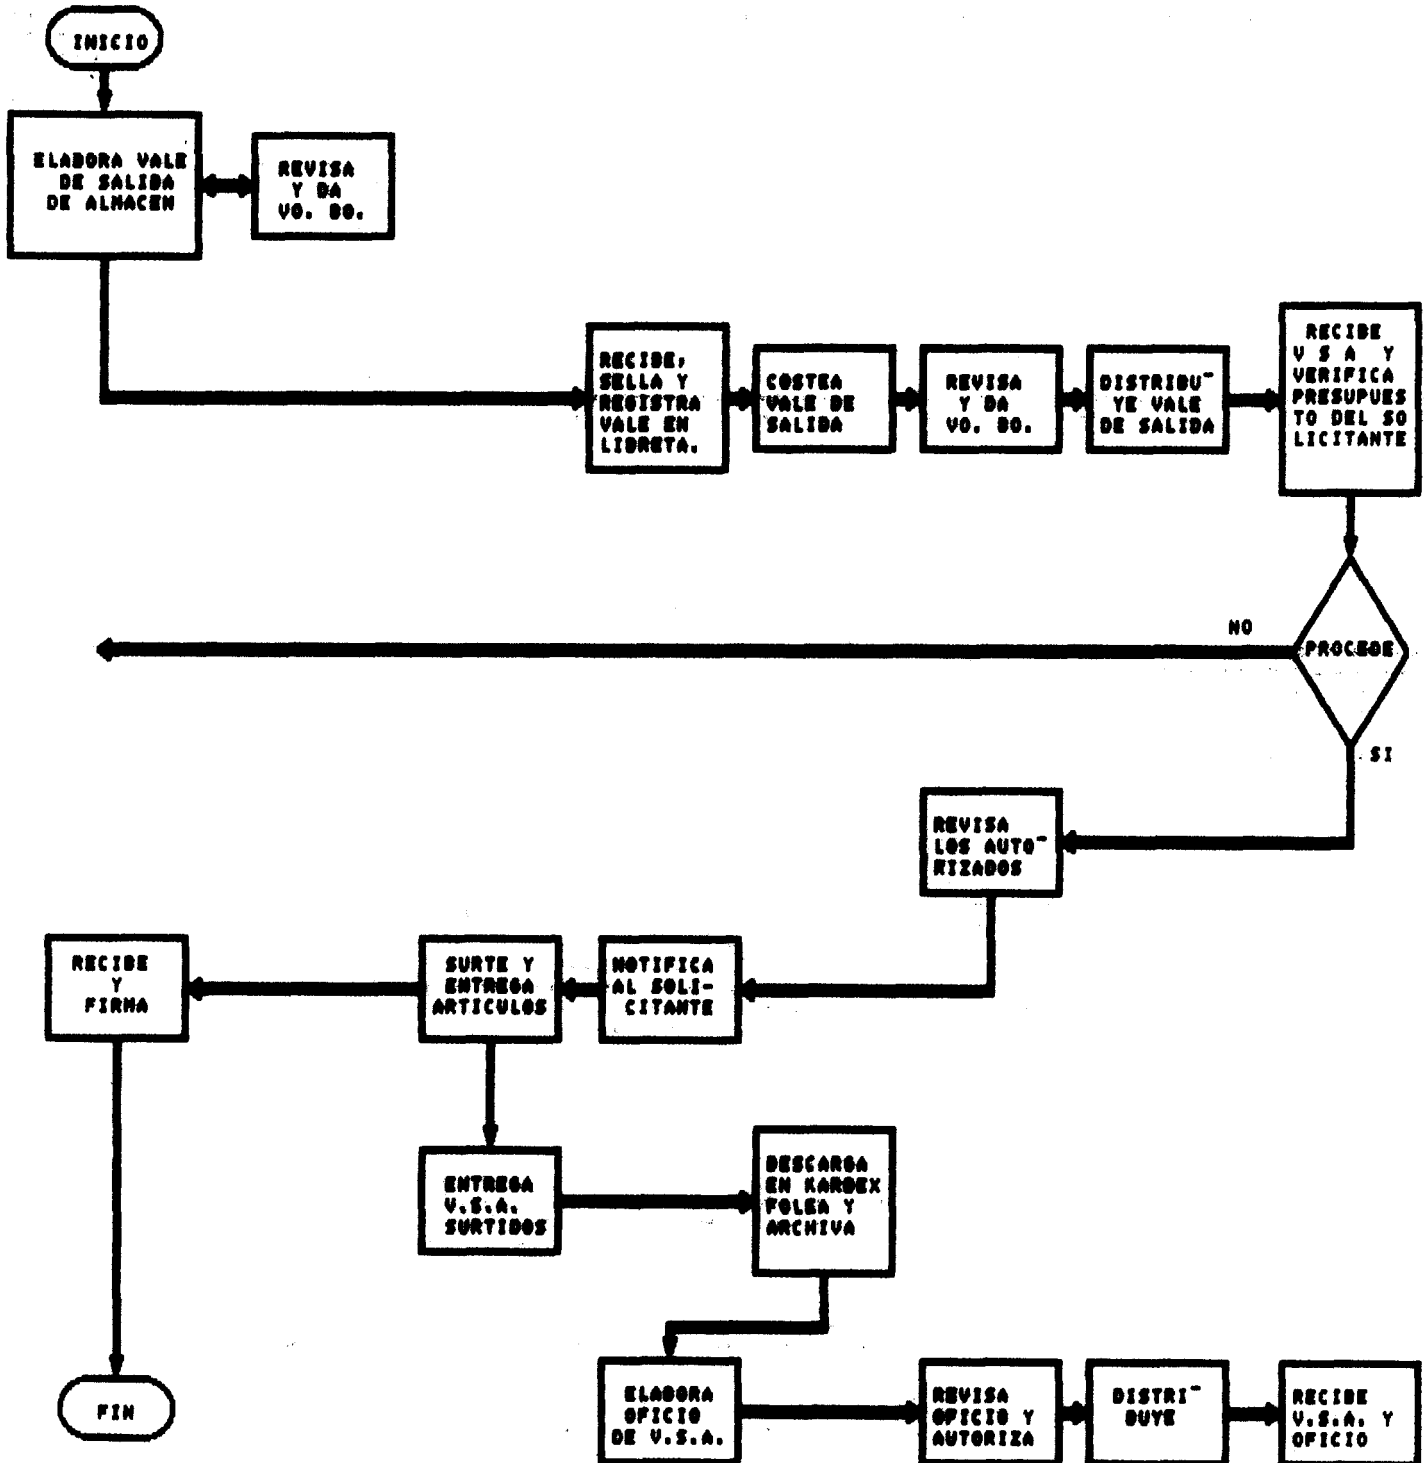 INICIO
ELABORA VALE
DE SALIDA
DE ALMACEN
REVISA
Y DA
VO. BO.
RECIBE,
SELLA Y
REGISTRA
VALE EN
LIBRETA.
COSTEA
VALE DE
SALIDA
REVISA
Y DA
VO. BO.
DISTRIBU-
YE VALE
DE SALIDA
RECIBE
V S A Y
VERIFICA
PRESUPUES
TO DEL SO
LICITANTE
NO
PROCEDE
SI
REVISA
LOS AUTO-
RIZADOS
RECIBE
Y
FIRMA
SURTE Y
ENTREGA
ARTICULOS
NOTIFICA
AL SOLI-
CITANTE
ENTREGA
V.S.A.
SURTIDOS
DESCARGA
EN KARDEX
FOLEA Y
ARCHIVA
FIN
ELABORA
OFICIO
DE V.S.A.
REVISA
OFICIO Y
AUTORIZA
DISTRI-
BUYE
RECIBE
V.S.A. Y
OFICIO